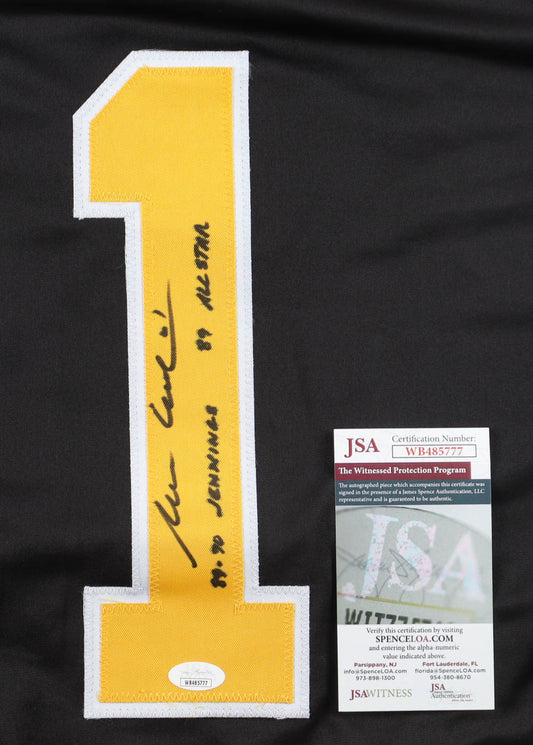 1
89 ALL STAR
89-90 JENNINGS
WB485777
JSA
Certification Number:
WB485777
The Witnessed Protection Program
The autographed piece which accompanies this certificate was
signed in the presence of a James Spence Authentication, LLC
representative and is guaranteed to be authentic.
JSA
Verify this certification by visiting
SPENCELOA.COM
and entering the alpha-numeric
value indicated above.
Parsippany, NJ
info@SpenceLOA.com
973-898-1300
Fort Lauderdale, FL
florida@SpenceLOA.com
954-380-8670
JSAWITNESS
JSA
Authentication